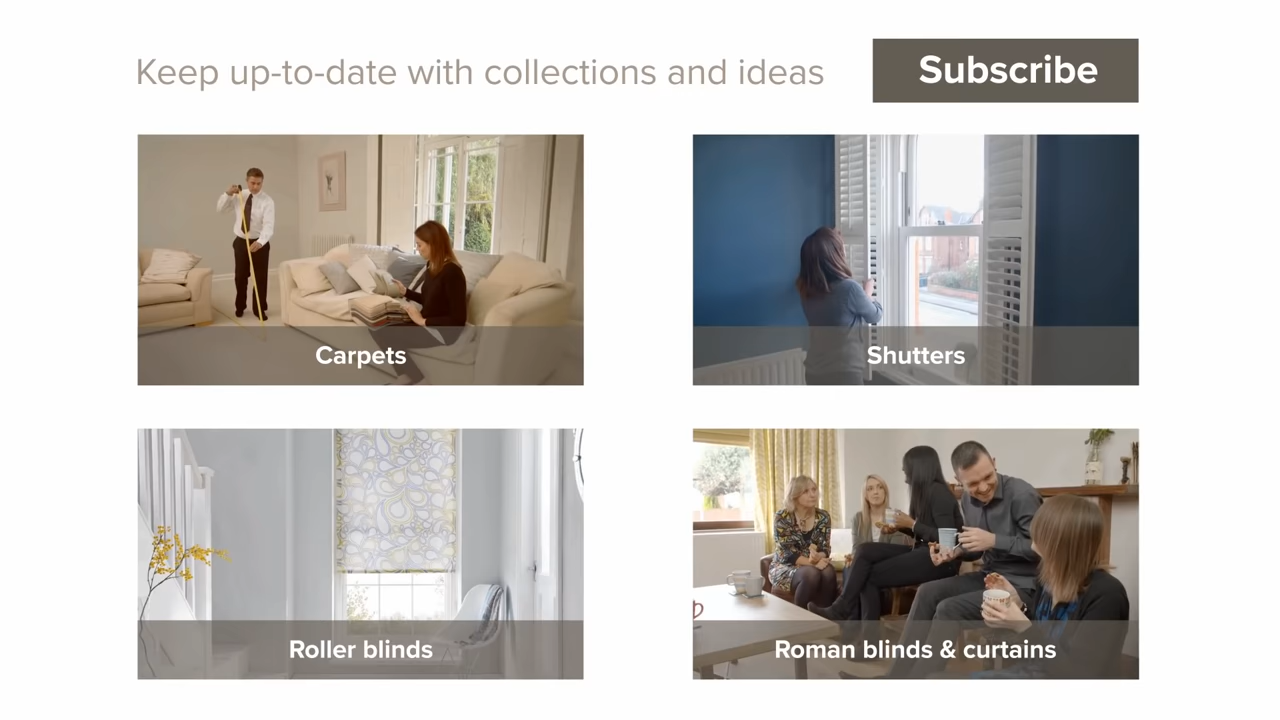 Keep up-to-date with collections and ideas
Subscribe
Carpets
Shutters
Roller blinds
Roman blinds & curtains